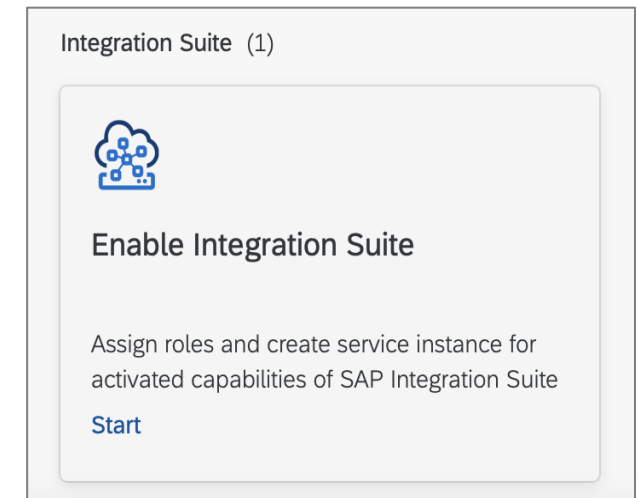 Integration Suite (1)
Enable Integration Suite
Assign roles and create service instance for
activated capabilities of SAP Integration Suite
Start